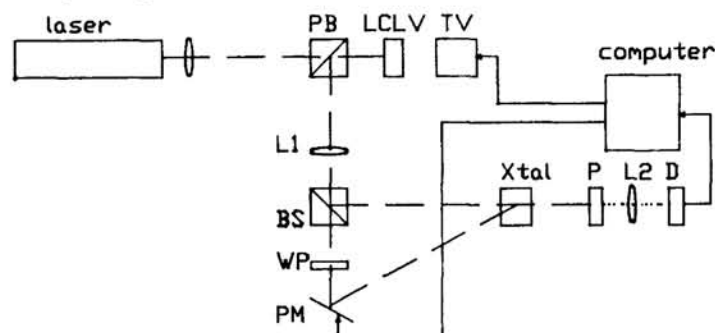 laser
PB LCLV TV
computer
L1
Xtal P L2 D
BS
WP
PM